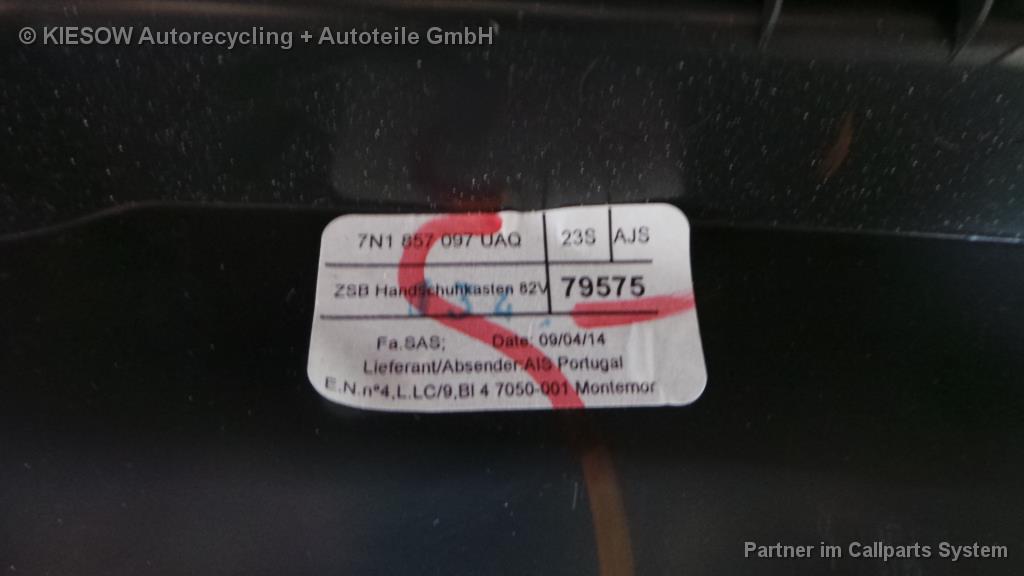 © KIESOW Autorecycling + Autoteile GmbH
7N1 857 097 UAQ 23S AJS
ZSB Handschuhkasten 82V 79575
134
Fa.SAS; Date: 09/04/14
Lieferant/Absender:AIS Portugal
E.N.nº4,L.LC/9,Bl 4 7050-001 Montemor
Partner im Callparts System